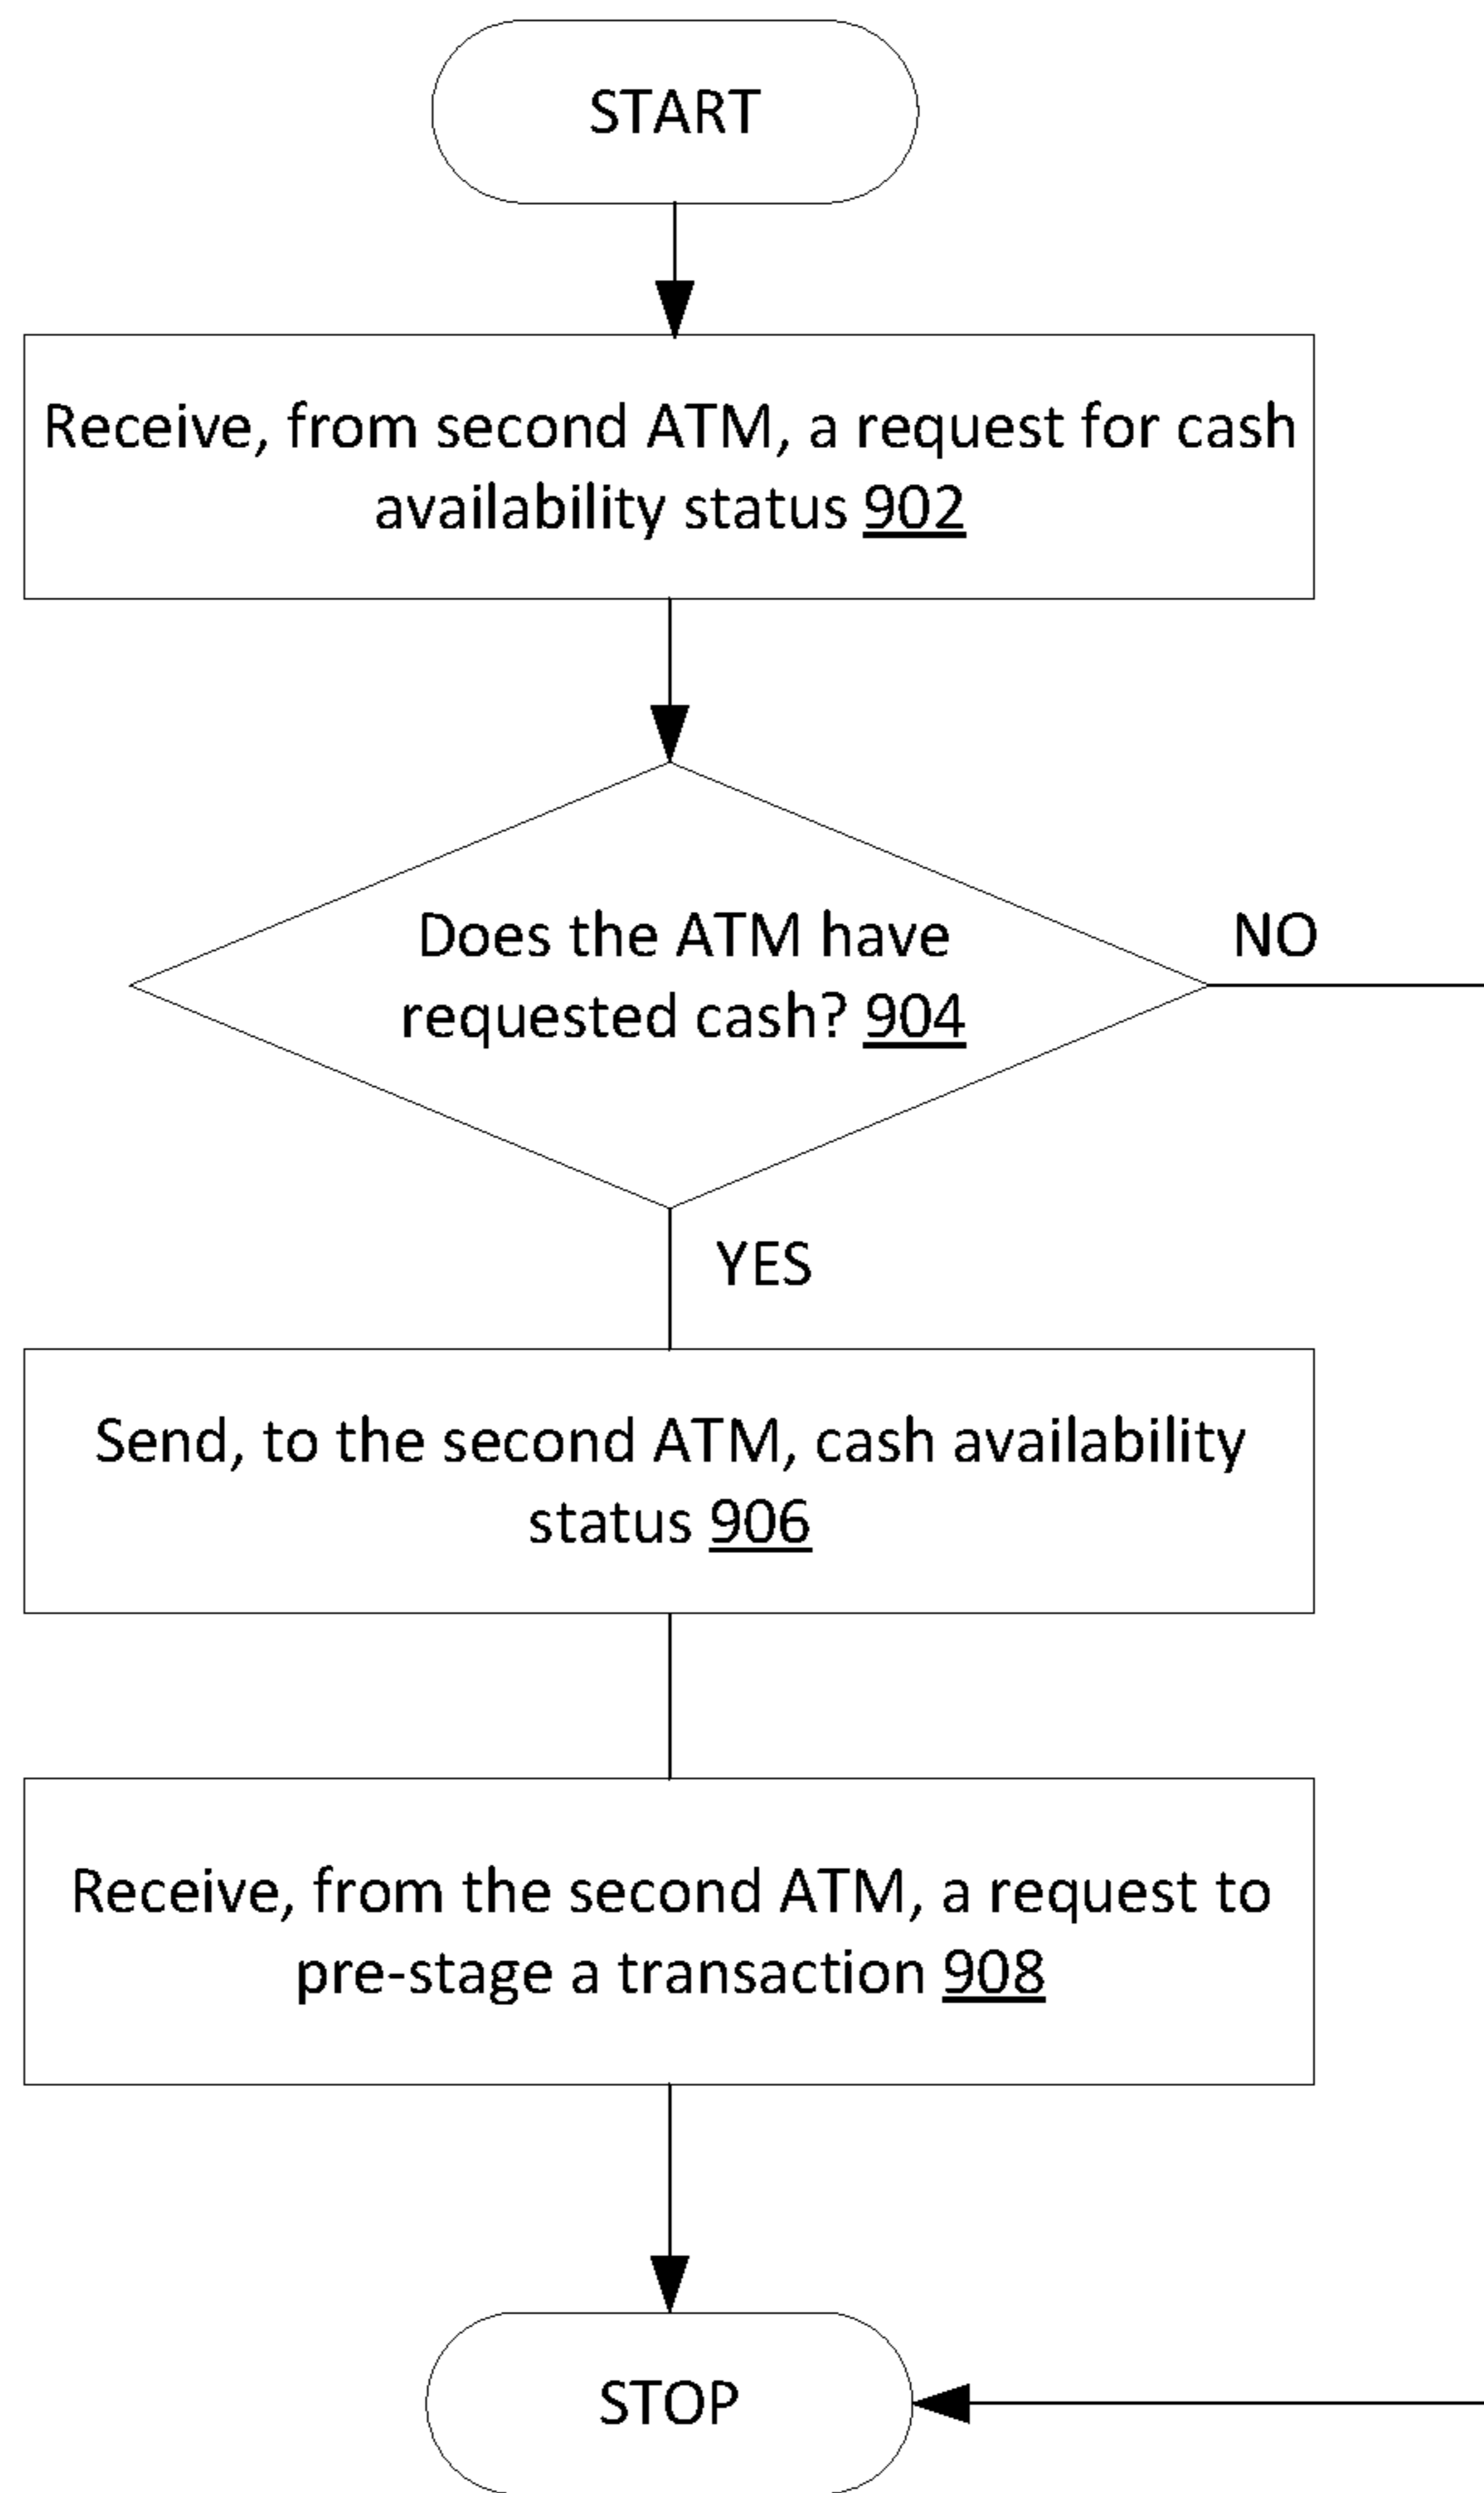 START
Receive, from second ATM, a request for cash
availability status 902
Does the ATM have
requested cash? 904
NO
YES
Send, to the second ATM, cash availability
status 906
Receive, from the second ATM, a request to
pre-stage a transaction 908
STOP